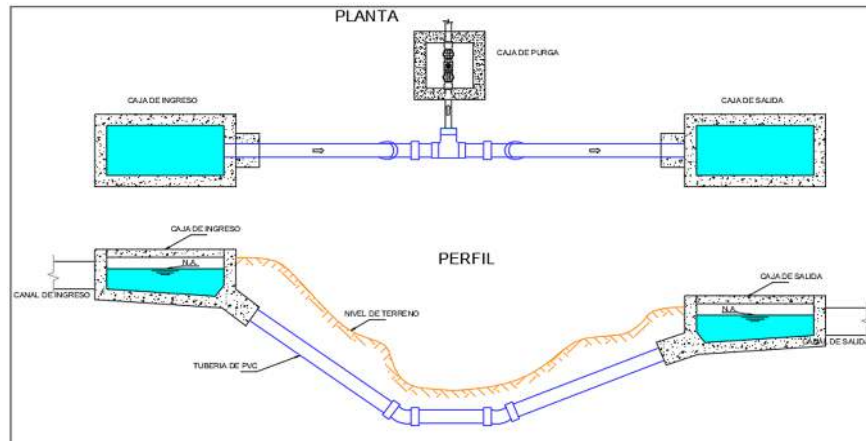 PLANTA
CAJA DE PURGA
CAJA DE INGRESO
CAJA DE SALIDA
CAJA DE INGRESO
PERFIL
CAJA DE SALIDA
N.A.
CANAL DE INGRESO
N.A.
NIVEL DE TERRENO
CANAL DE SALIDA
TUBERIA DE PVC